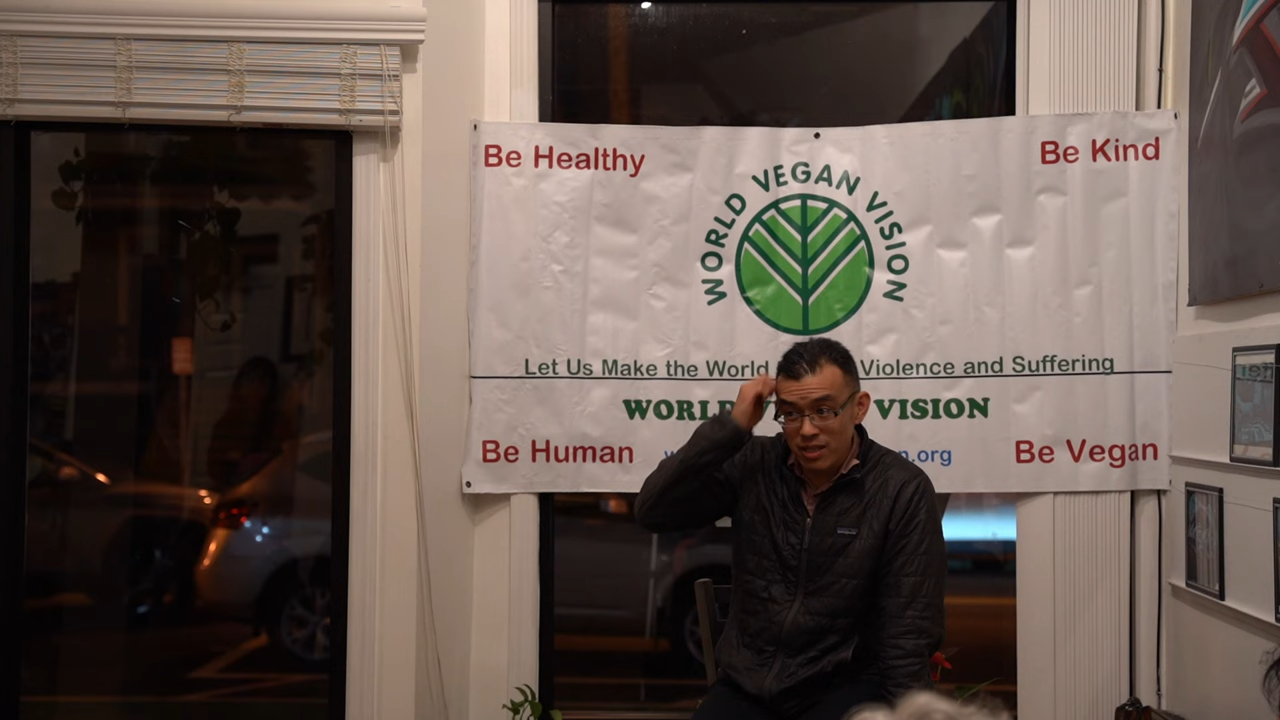 Be Healthy
Be Kind
WORLD VEGAN VISION
Let Us Make the World Violence and Suffering
WORLD VISION
Be Human
n.org
Be Vegan
patagonia